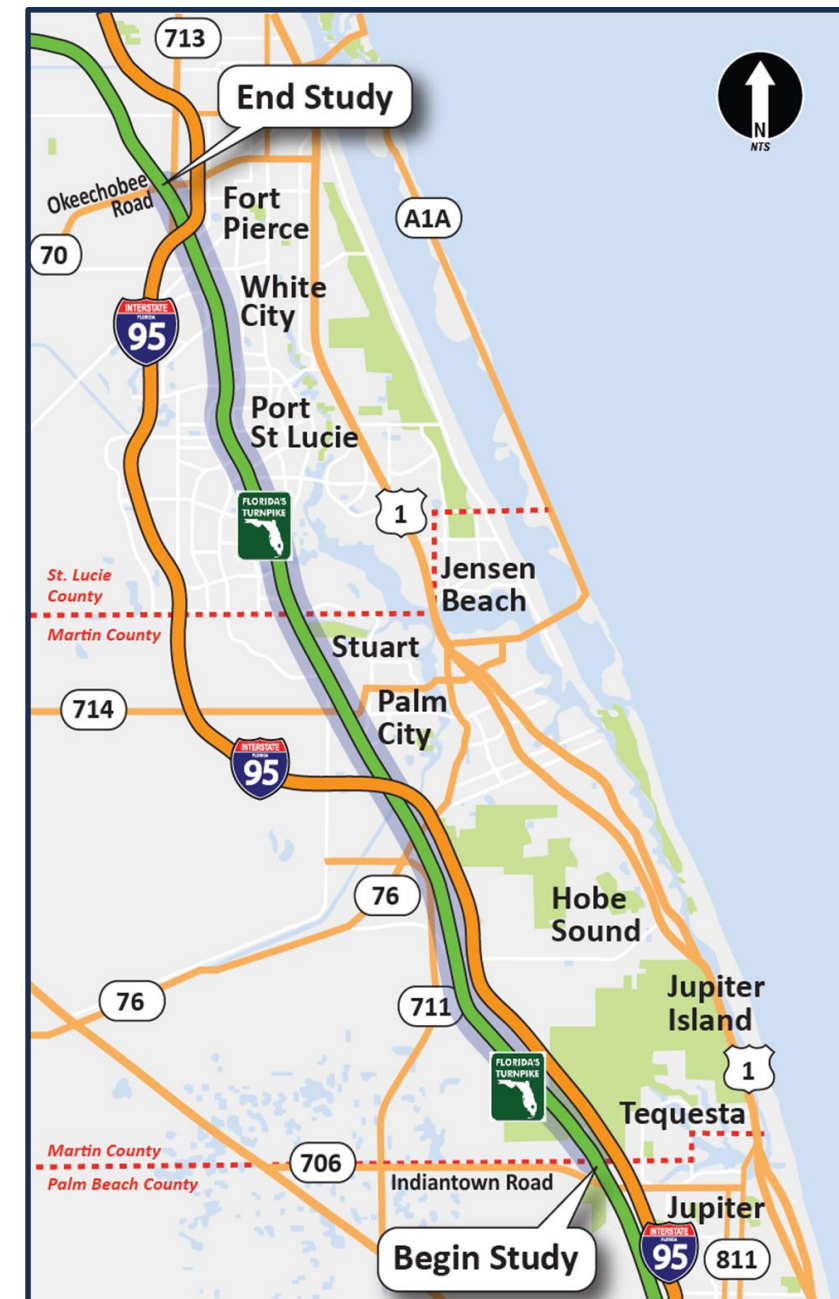 713
End Study
N
NTS
Okeechobee
Road
Fort
Pierce
A1A
70
White
City
INTERSTATE
FLORIDA
95
Port
St Lucie
FLORIDA'S
TURNPIKE
1
Jensen
Beach
St. Lucie
County
Martin County
Stuart
714
Palm
City
INTERSTATE
FLORIDA
95
76
Hobe
Sound
76
711
Jupiter
Island
FLORIDA'S
TURNPIKE
1
Tequesta
Martin County
706
Palm Beach County
Indiantown Road
Jupiter
Begin Study
INTERSTATE
FLORIDA
95
811